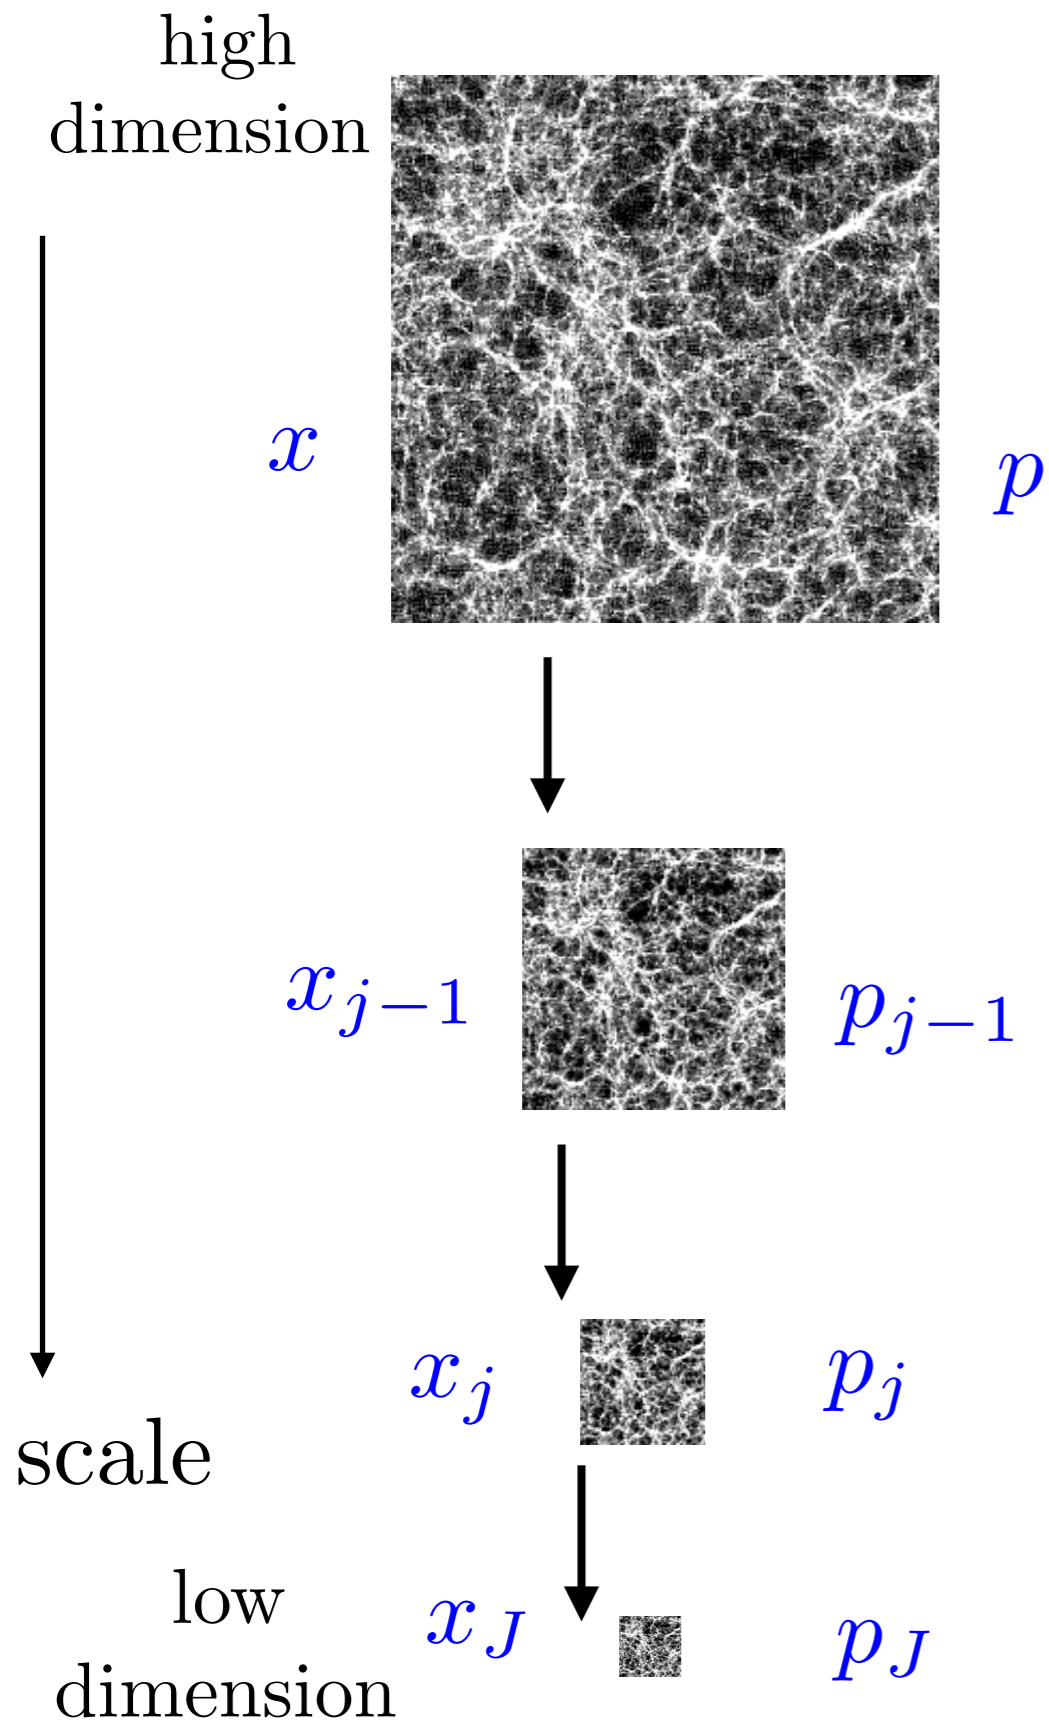 high
dimension
x
p
x_{j-1}
p_{j-1}
x_j
p_j
scale
low
dimension
x_J
p_J